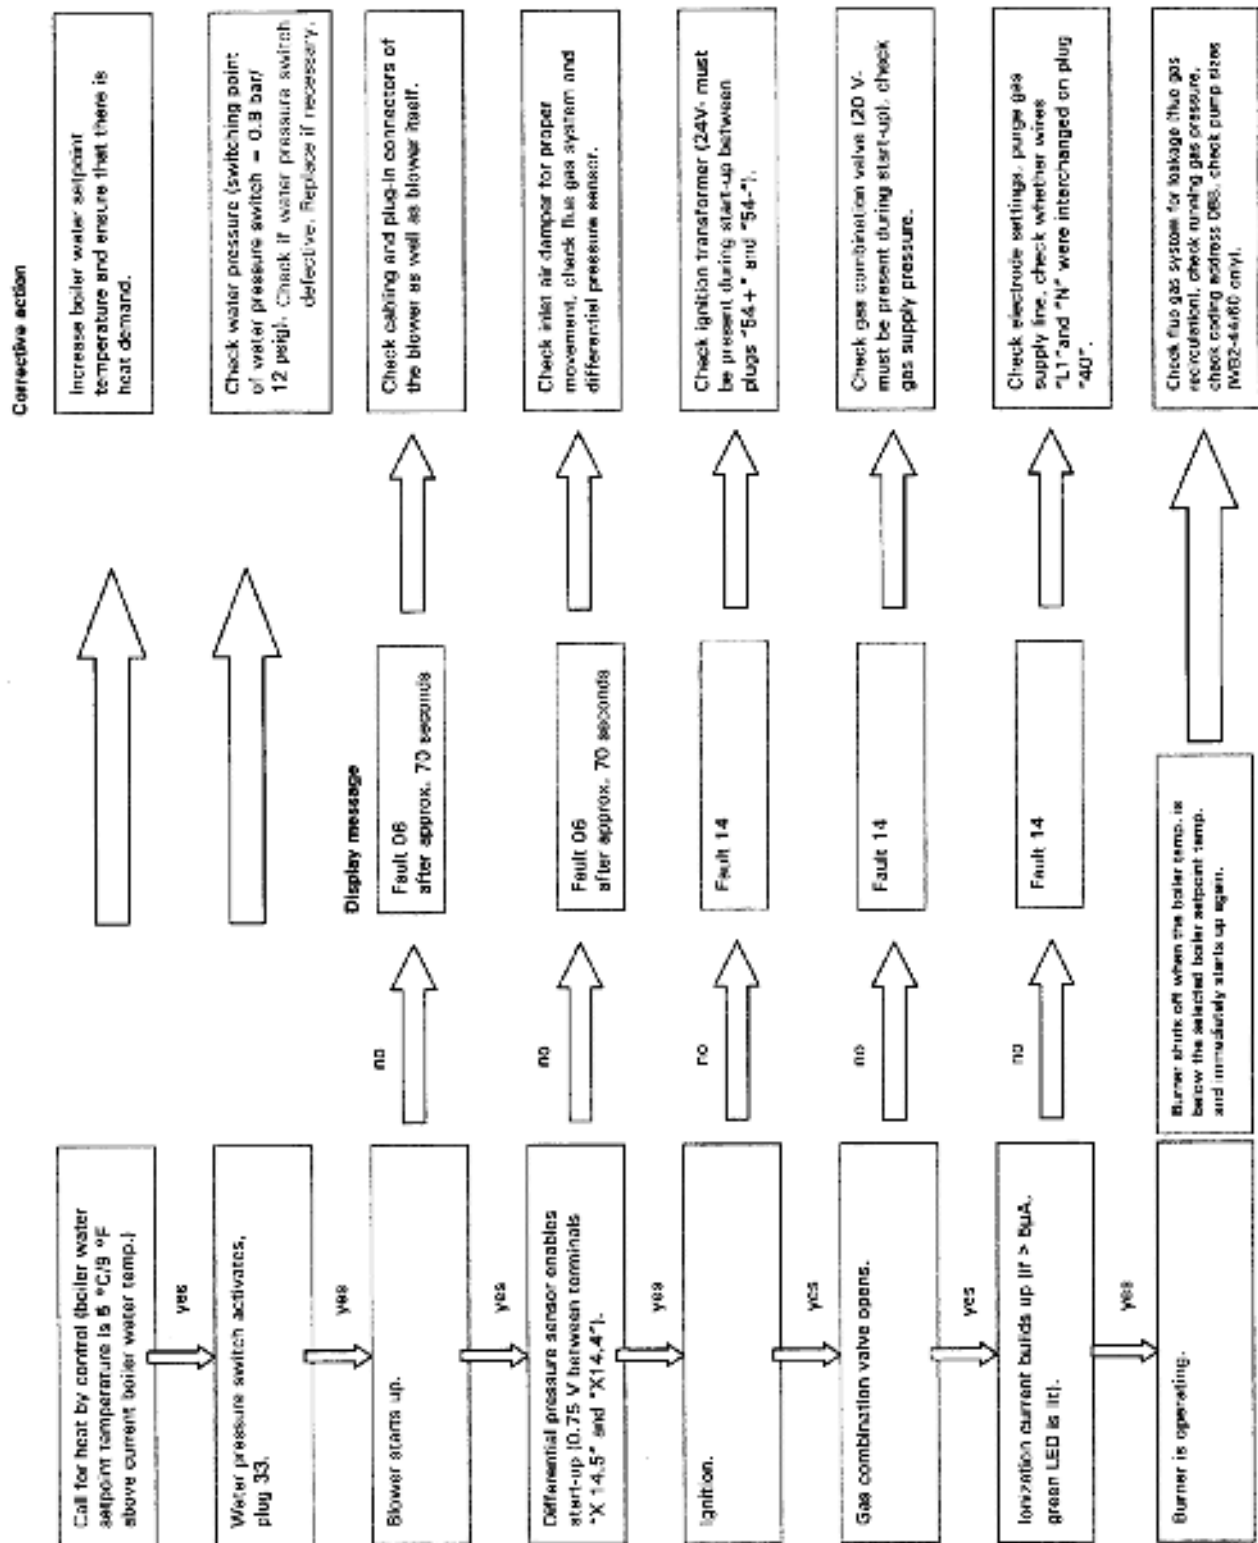 Corrective action
Call for heat by control (boiler water
setpoint temperature is 5 °C/9 °F
above current boiler water temp.)
Increase boiler water setpoint
temperature and ensure that there is
heat demand.
yes
Water pressure switch activates,
plug 33.
Check water pressure (switching point
of water pressure switch = 0.8 bar/
12 psig). Check if water pressure switch
defective. Replace if necessary.
yes
Display message
Blower starts up.
no
Fault 06
after approx. 70 seconds
Check cabling and plug-in connectors of
the blower as well as blower itself.
yes
Differential pressure sensor enables
start-up (0.75 V between terminals
"X 14.5" and "X14.4").
no
Fault 06
after approx. 70 seconds
Check inlet air damper for proper
movement, check flue gas system and
differential pressure sensor.
yes
Ignition.
no
Fault 14
Check ignition transformer (24V- must
be present during start-up between
plugs "54+" and "54-").
yes
Gas combination valve opens.
no
Fault 14
Check gas combination valve (20 V-
must be present during start-up), check
gas supply pressure.
yes
Ionization current builds up (If > 5µA,
green LED is lit).
no
Fault 14
Check electrode settings, purge gas
supply line, check whether wires
"L1" and "N" were interchanged on plug
"40".
yes
Burner is operating.
Burner shuts off when the boiler temp. is
below the selected boiler setpoint temp.
and immediately starts up again.
Check flue gas system for leakage (flue gas
recirculation), check running gas pressure,
check coding address check pump sizes
(WB2-44/60 only).